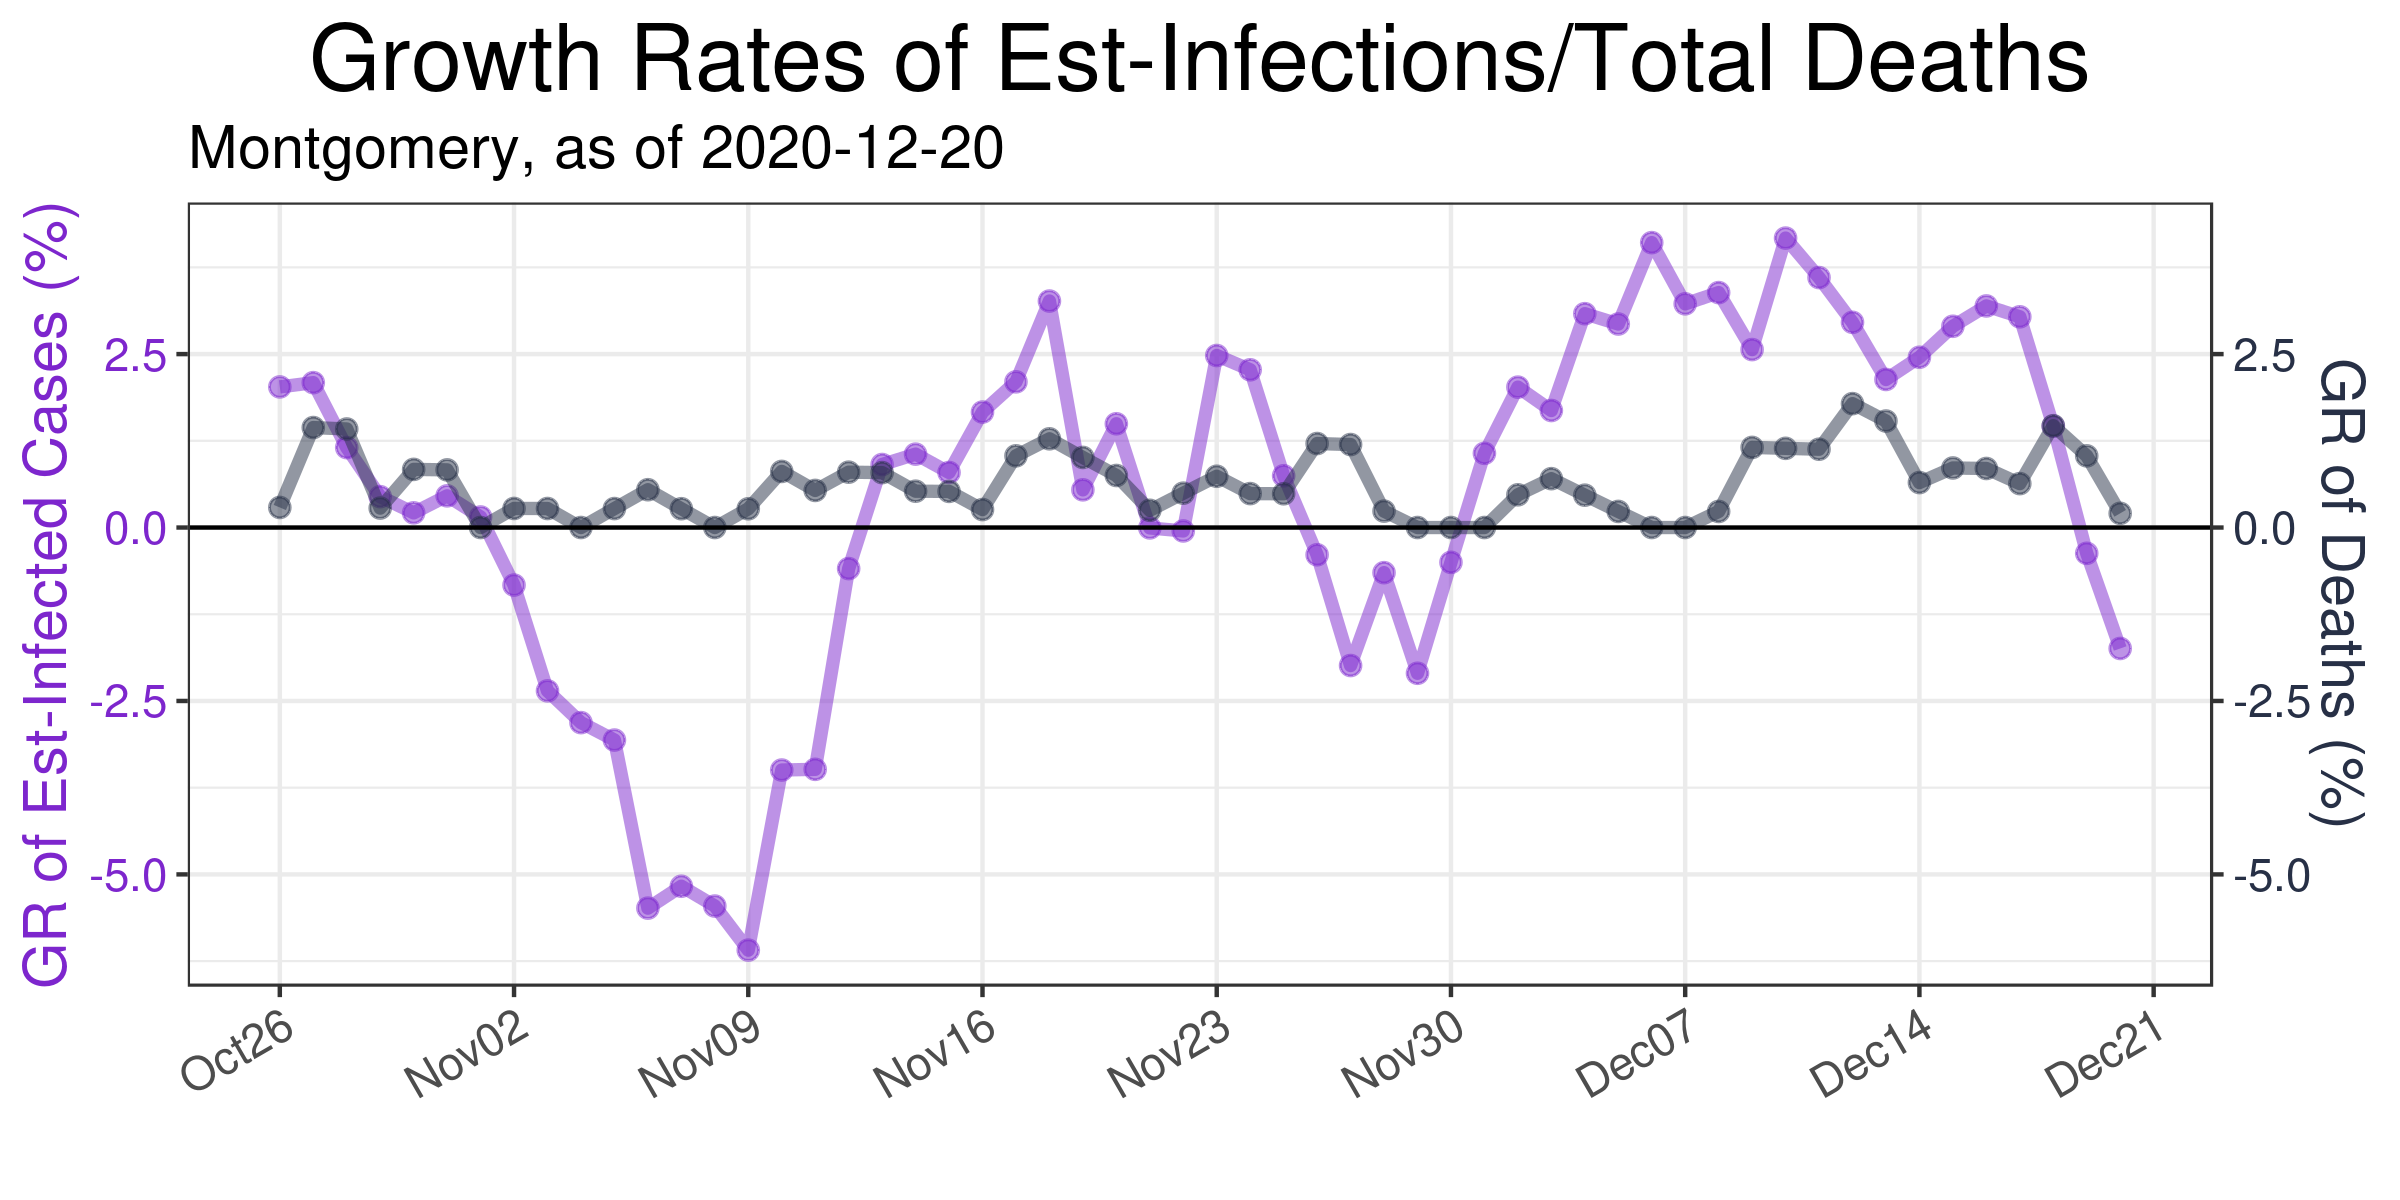 Growth Rates of Est-Infections/Total Deaths
Montgomery, as of 2020-12-20
GR of Est-Infected Cases (%)
2.5
0.0
-2.5
-5.0
2.5
0.0
-2.5
-5.0
GR of Deaths (%)
Oct26
Nov02
Nov09
Nov16
Nov23
Nov30
Dec07
Dec14
Dec21